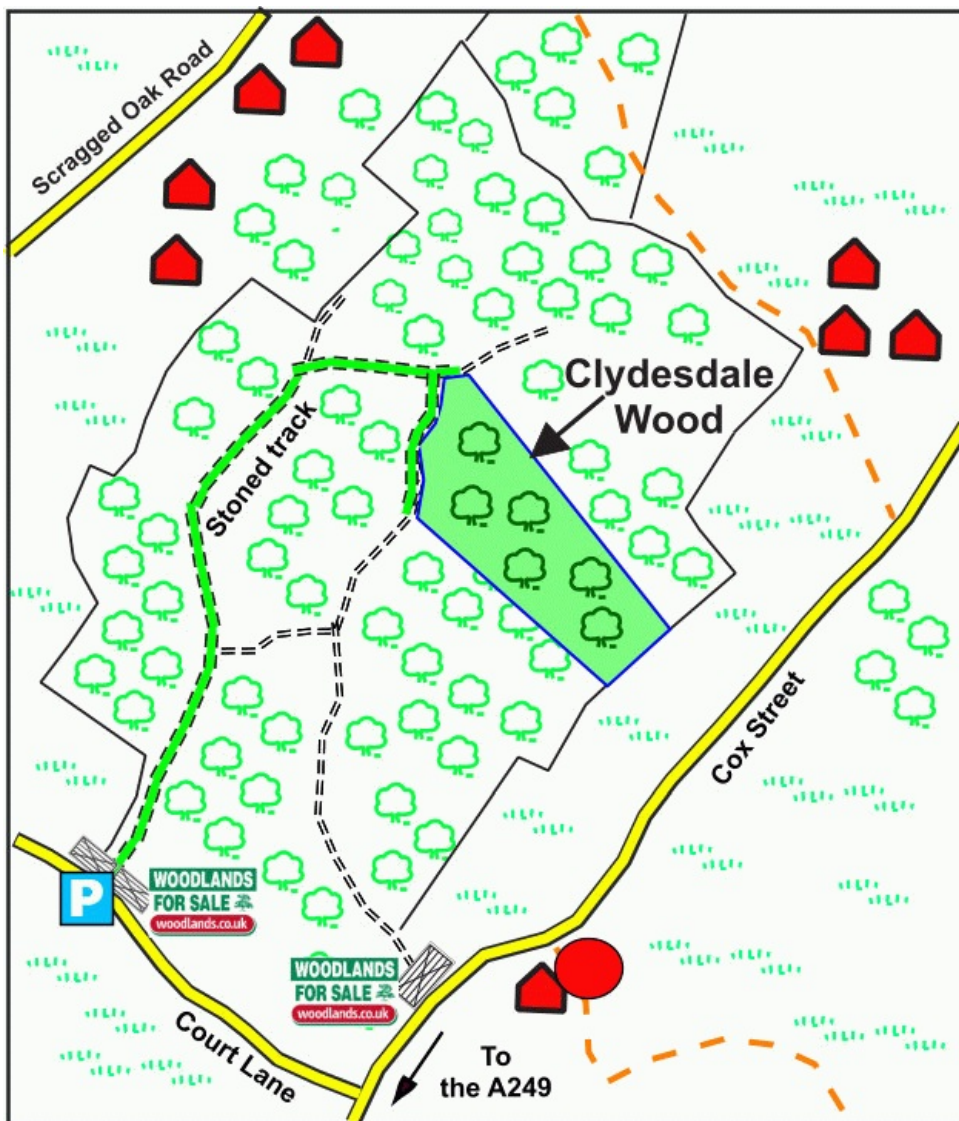 Scragged Oak Road
Clydesdale
Wood
Stoned track
Cox Street
P
WOODLANDS
FOR SALE
woodlands.co.uk
WOODLANDS
FOR SALE
woodlands.co.uk
Court Lane
To
the A249